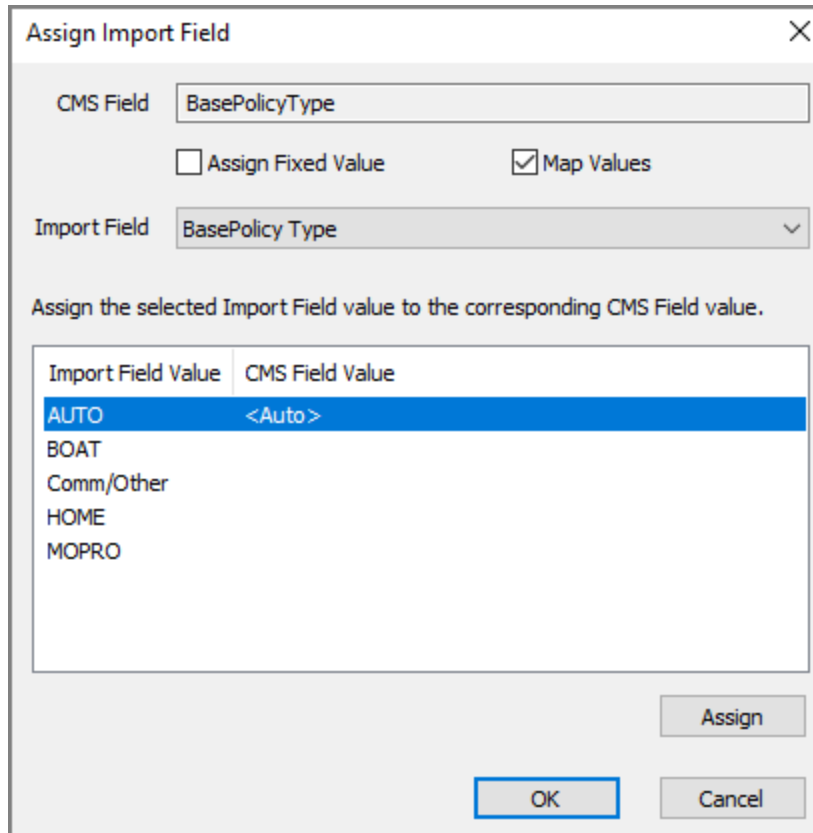 Assign Import Field
CMS Field BasePolicyType
Assign Fixed Value Map Values
Import Field BasePolicy Type
Assign the selected Import Field value to the corresponding CMS Field value.
Import Field Value CMS Field Value
AUTO <Auto>
BOAT
Comm/Other
HOME
MOPRO
Assign
OK Cancel